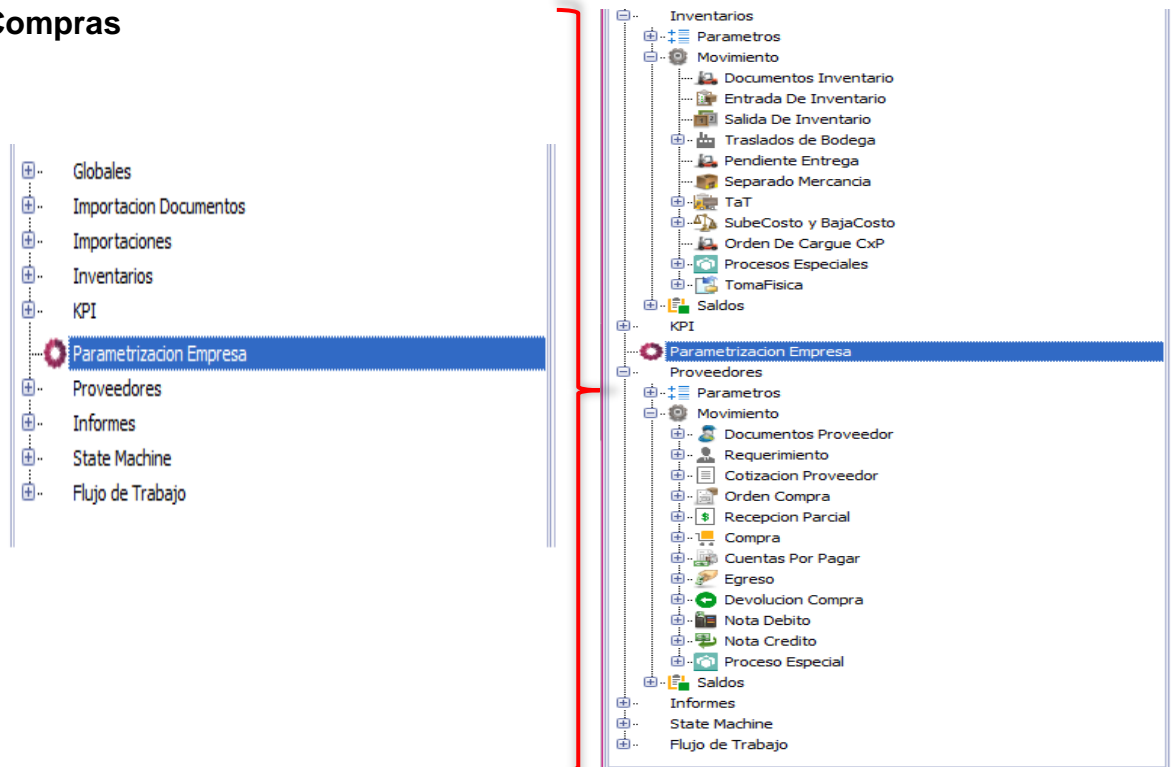 Compras
Globales
Importacion Documentos
Importaciones
Inventarios
KPI
Parametrizacion Empresa
Proveedores
Informes
State Machine
Flujo de Trabajo
Inventarios
Parametros
Movimiento
Documentos Inventario
Entrada De Inventario
Salida De Inventario
Traslados de Bodega
Pendiente Entrega
Separado Mercancia
TaT
SubeCosto y BajaCosto
Orden De Cargue CxP
Procesos Especiales
TomaFisica
Saldos
KPI
Parametrizacion Empresa
Proveedores
Parametros
Movimiento
Documentos Proveedor
Requerimiento
Cotizacion Proveedor
Orden Compra
Recepcion Parcial
Compra
Cuentas Por Pagar
Egreso
Devolucion Compra
Nota Debito
Nota Credito
Proceso Especial
Saldos
Informes
State Machine
Flujo de Trabajo